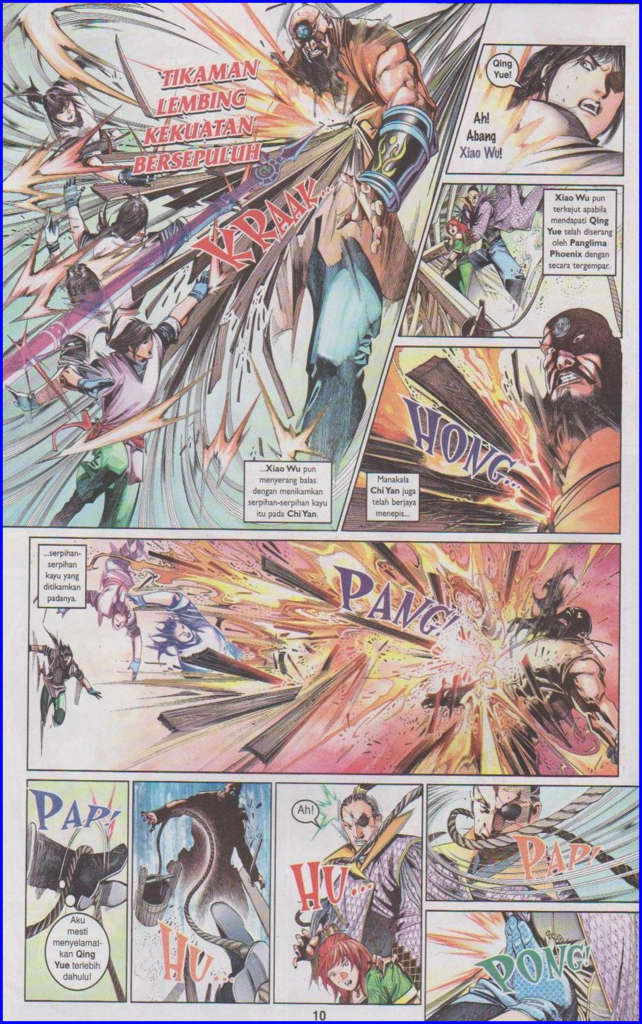 TIKAMAN
LEMBING
KEKUATAN
BERSEPULUH
KRAAK...
...Xiao Wu pun
menyerang balas
dengan menikamkan
serpihan-serpihan kayu
itu pada Chi Yan.
Qing
Yue!
Ah!
Abang
Xiao Wu!
Xiao Wu pun
terkejut apabila
mendapati Qing
Yue telah diserang
oleh Panglima
Phoenix dengan
secara tergempar.
HONG...
Manakala
Chi Yan juga
telah berjaya
menepis...
...serpihan-
serpihan
kayu yang
ditikamkan
padanya.
PANG!
PAP!
Aku
mesti
menyelamat-
kan Qing
Yue terlebih
dahulu!
HU...
Ah!
HU...
PAP!
PONG!
10